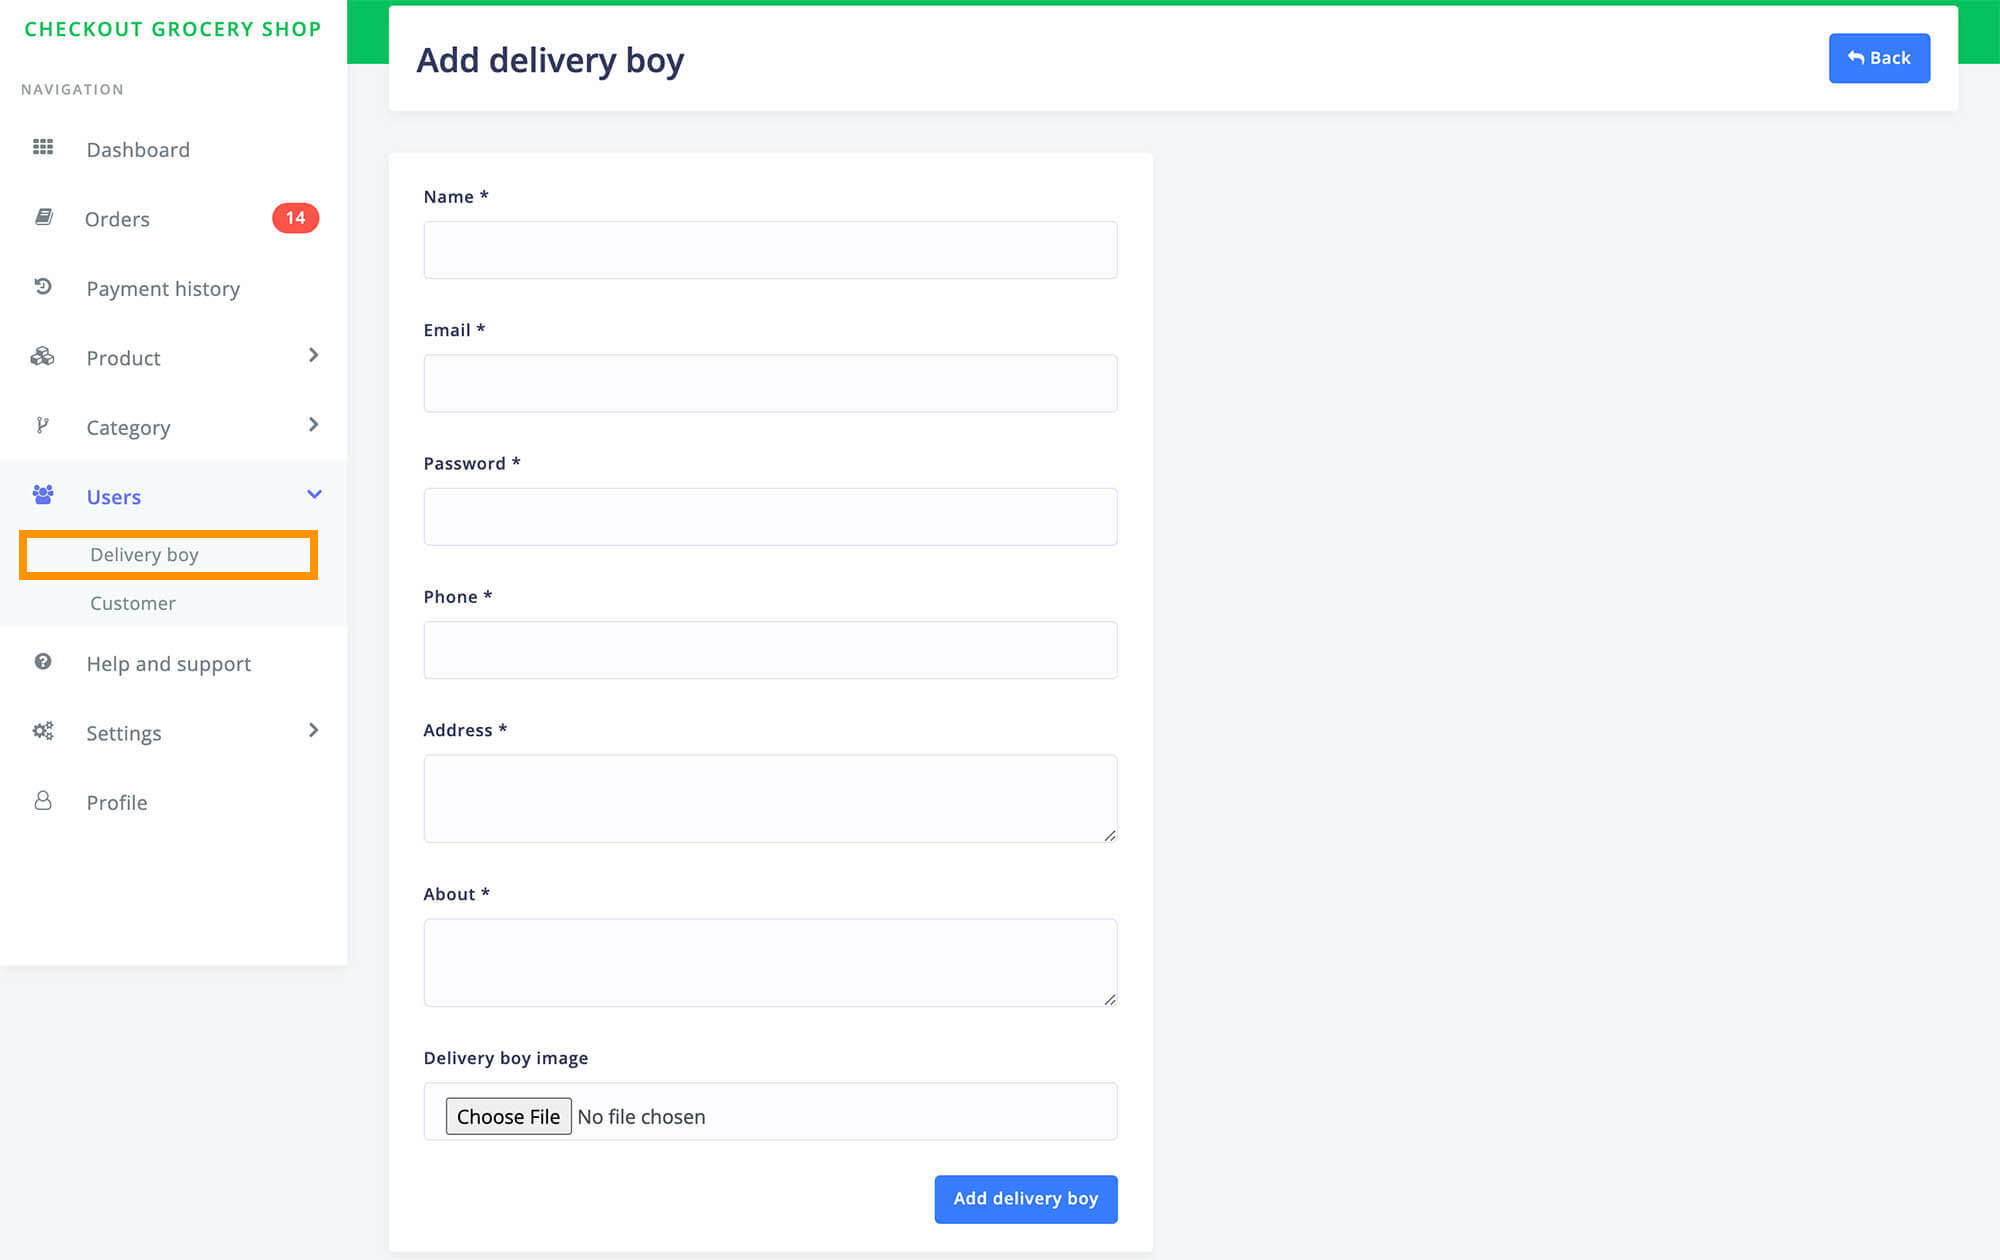 CHECKOUT GROCERY SHOP
NAVIGATION
Dashboard
Orders
14
Payment history
Product
Category
Users
Delivery boy
Customer
Help and support
Settings
Profile
Add delivery boy
Back
Name *
Email *
Password *
Phone *
Address *
About *
Delivery boy image
Choose File No file chosen
Add delivery boy